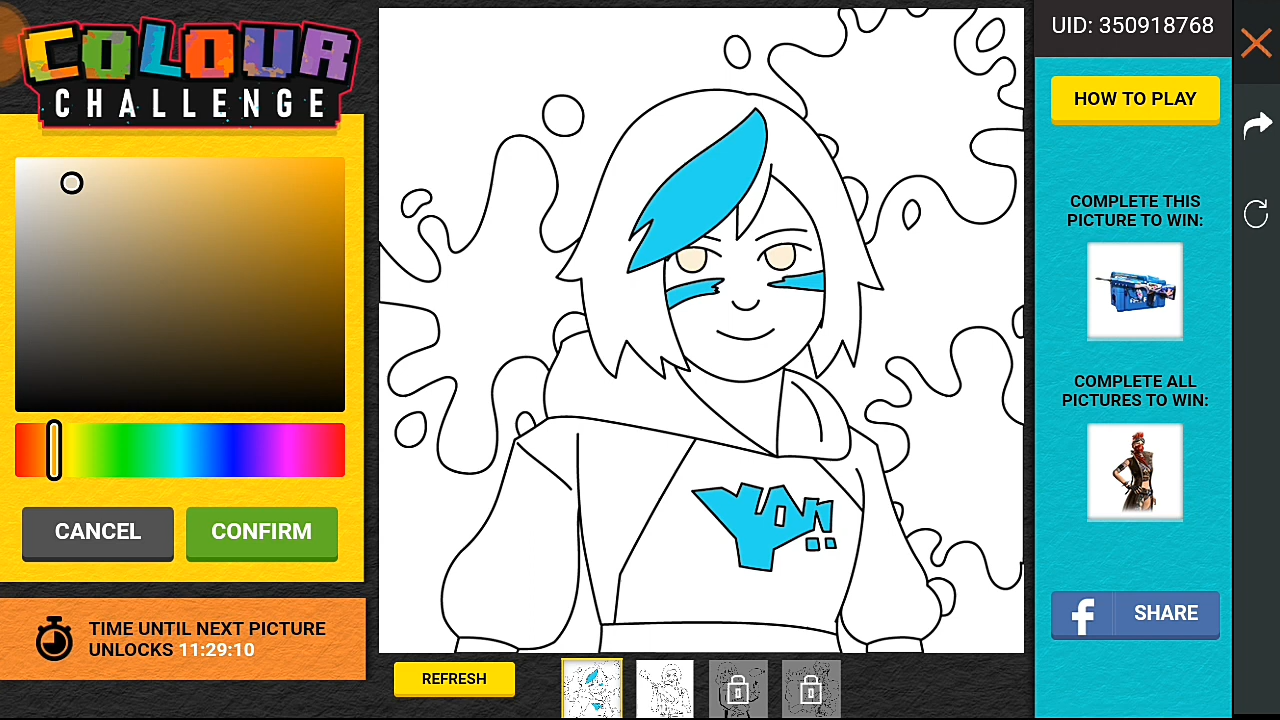 COLOUR
CHALLENGE
CANCEL
CONFIRM
TIME UNTIL NEXT PICTURE
UNLOCKS 11:29:10
Yo!!
REFRESH
UID: 350918768
HOW TO PLAY
COMPLETE THIS
PICTURE TO WIN:
COMPLETE ALL
PICTURES TO WIN:
f
SHARE